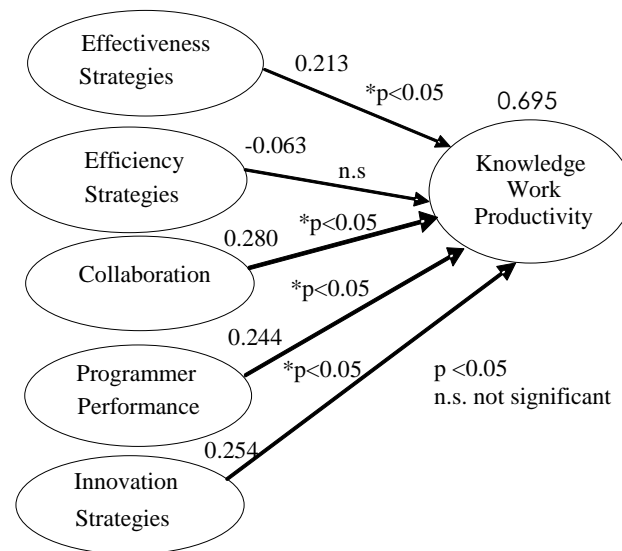 Effectiveness
Strategies
0.213
*p<0.05
0.695
Efficiency
Strategies
-0.063
n.s
Knowledge
Work
Productivity
Collaboration
0.280
*p<0.05
*p<0.05
Programmer
Performance
0.244
*p<0.05
p <0.05
n.s. not significant
Innovation
Strategies
0.254